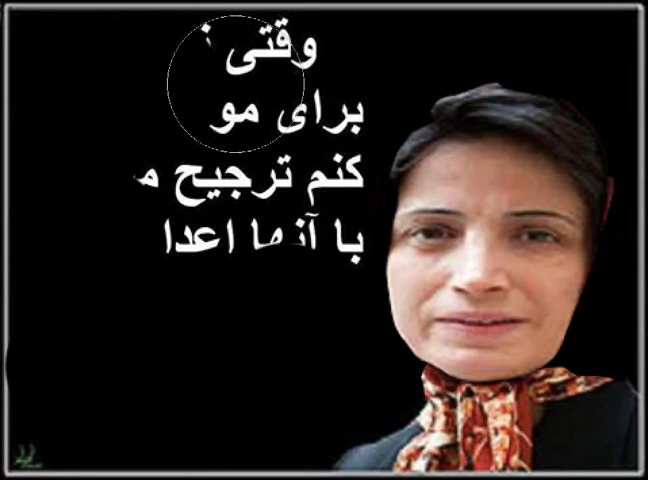 وقتی
برای مو
کنم ترجیح م
با آنها اعدا